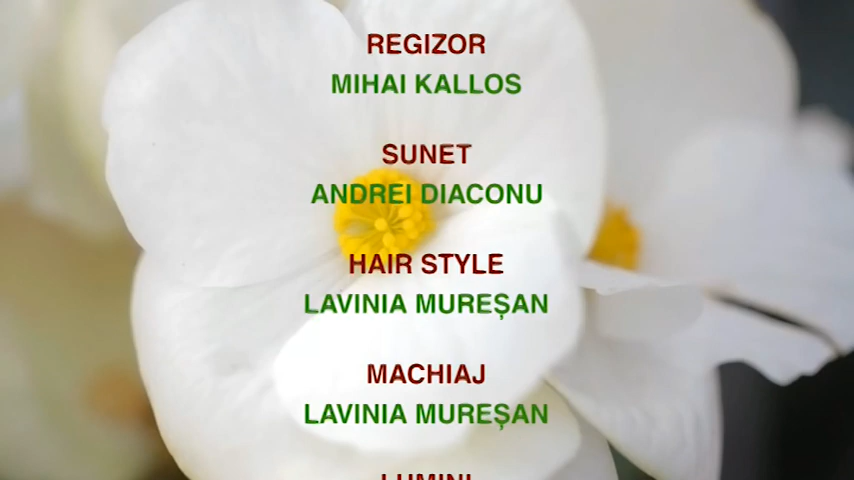 REGIZOR
MIHAI KALLOS
SUNET
ANDREI DIACONU
HAIR STYLE
LAVINIA MUREȘAN
MACHIAJ
LAVINIA MUREȘAN